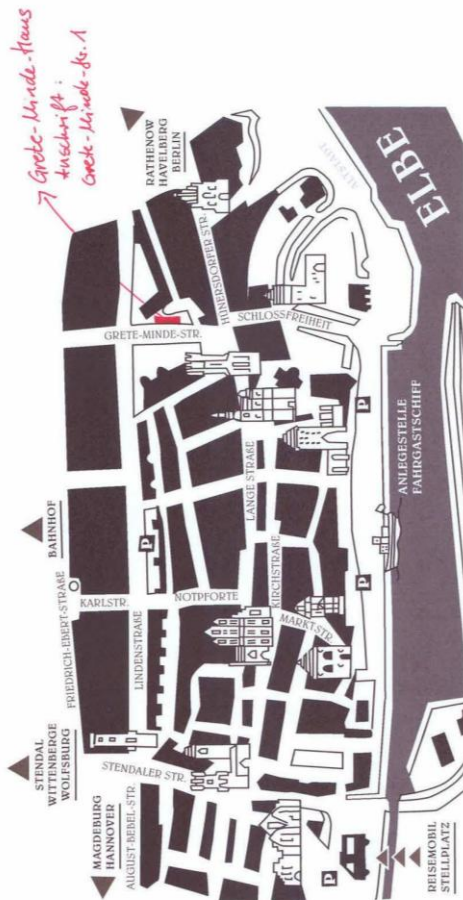 Grete-Minde-Haus
Anschrift:
Grete-Minde-Str. 1
RATHENOW
HAVELBERG
BERLIN
BAHNHOF
STENDAL
WITTENBERGE
WOLFSBURG
MAGDEBURG
HANNOVER
FRIEDRICH-EBERT-STRAßE
KARLSTR.
GRETE-MINDE-STR.
HÜNERSDORFER STR.
SCHLOSSFREIHEIT
LINDENSTRAßE
P
AUGUST-BEBEL-STR.
STENDALER STR.
NOTPFORTE
LANGE STRAßE
KIRCHSTRAßE
MARKTSTR.
P
P
P
ALTSTADT
ELBE
ANLEGESTELLE
FAHRGASTSCHIFF
REISEMOBIL
STELLPLATZ